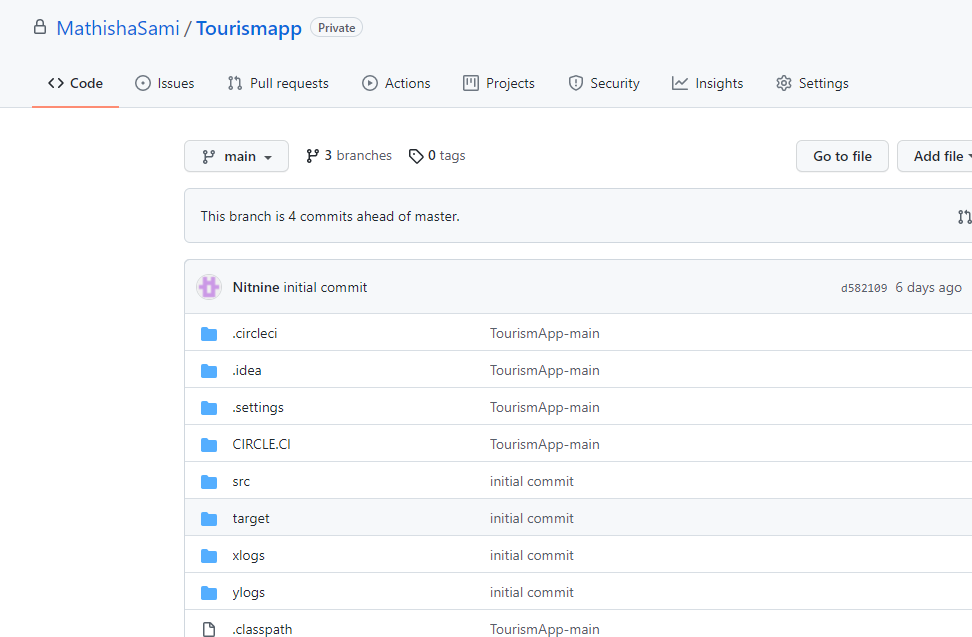 MathishaSami / Tourismapp Private
Code Issues Pull requests Actions Projects Security Insights Settings
main 3 branches 0 tags Go to file Add file
This branch is 4 commits ahead of master.
Nitnine initial commit d582109 6 days ago
.circleci TourismApp-main
.idea TourismApp-main
.settings TourismApp-main
CIRCLE.CI TourismApp-main
src initial commit
target initial commit
xlogs initial commit
ylogs initial commit
.classpath TourismApp-main